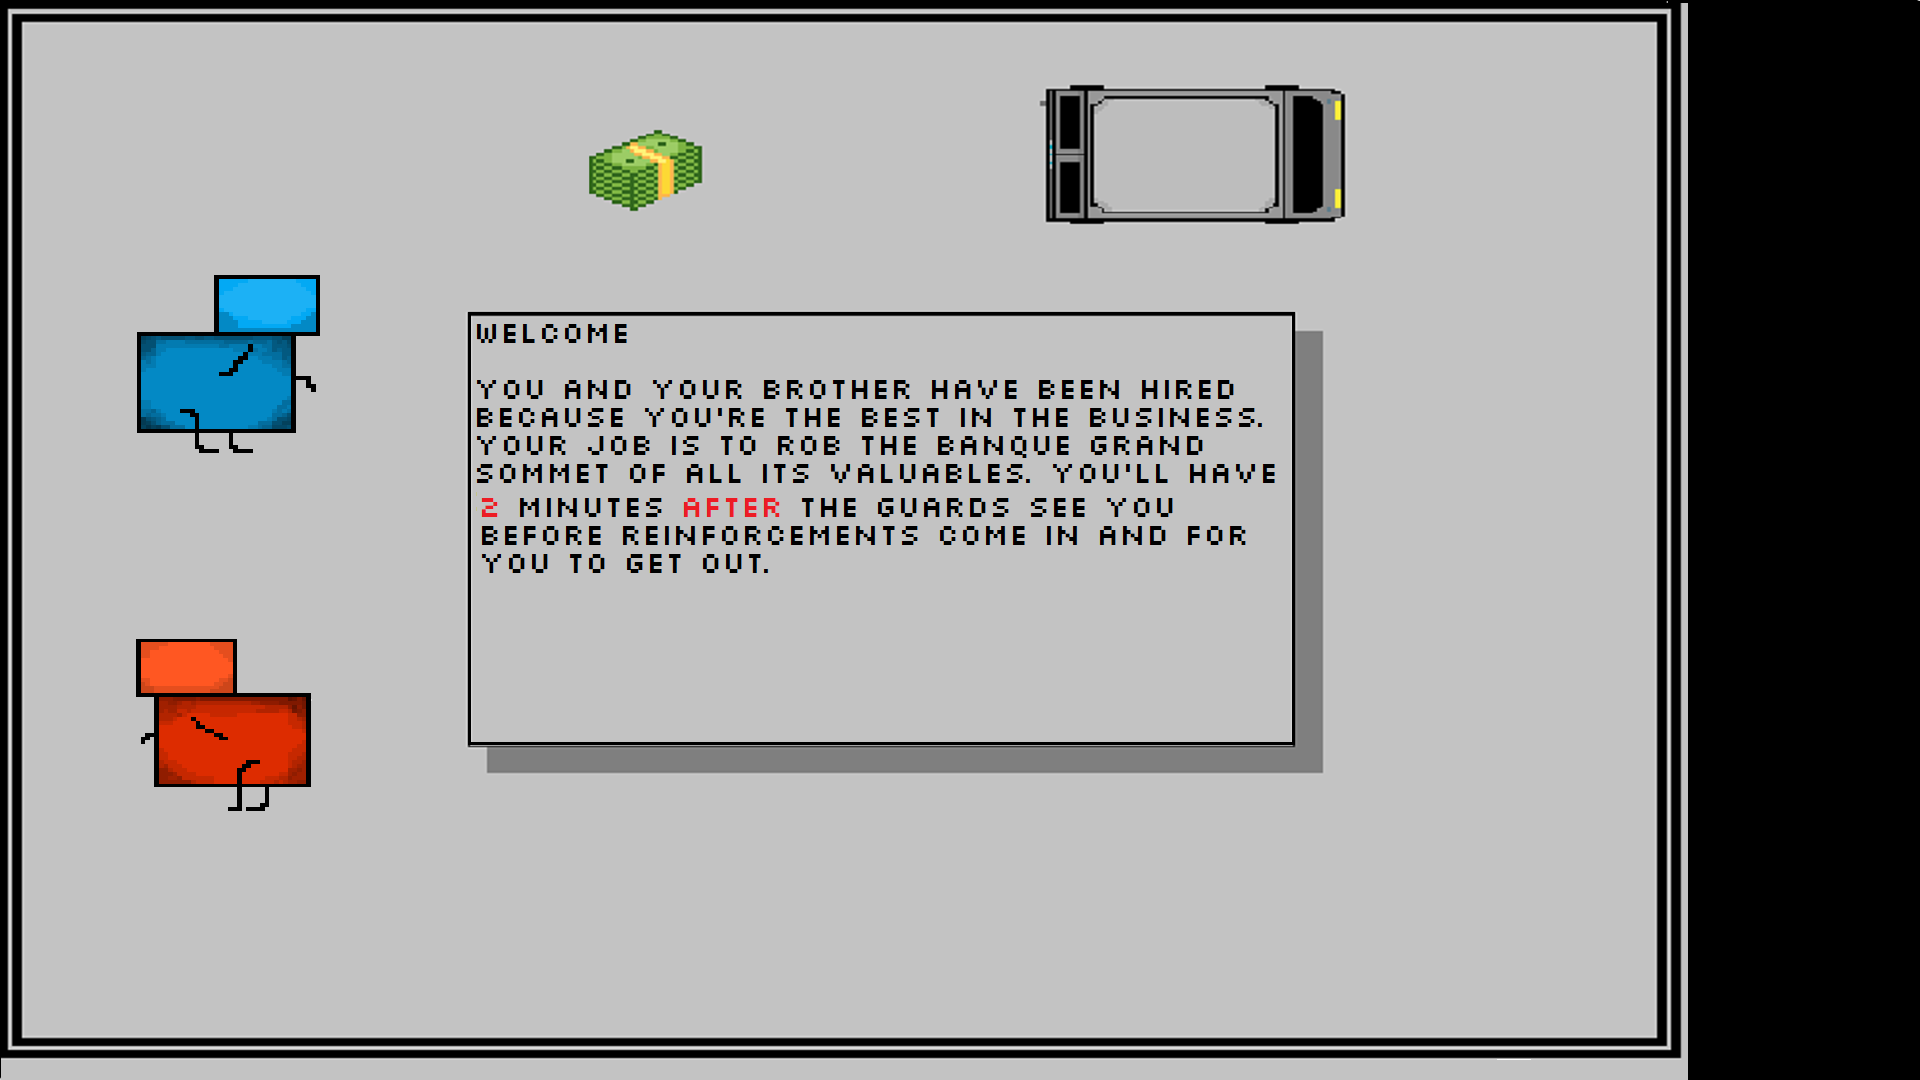 WELCOME
YOU AND YOUR BROTHER HAVE BEEN HIRED
BECAUSE YOU'RE THE BEST IN THE BUSINESS.
YOUR JOB IS TO ROB THE BANQUE GRAND
SOMMET OF ALL ITS VALUABLES. YOU'LL HAVE
2 MINUTES AFTER THE GUARDS SEE YOU
BEFORE REINFORCEMENTS COME IN AND FOR
YOU TO GET OUT.